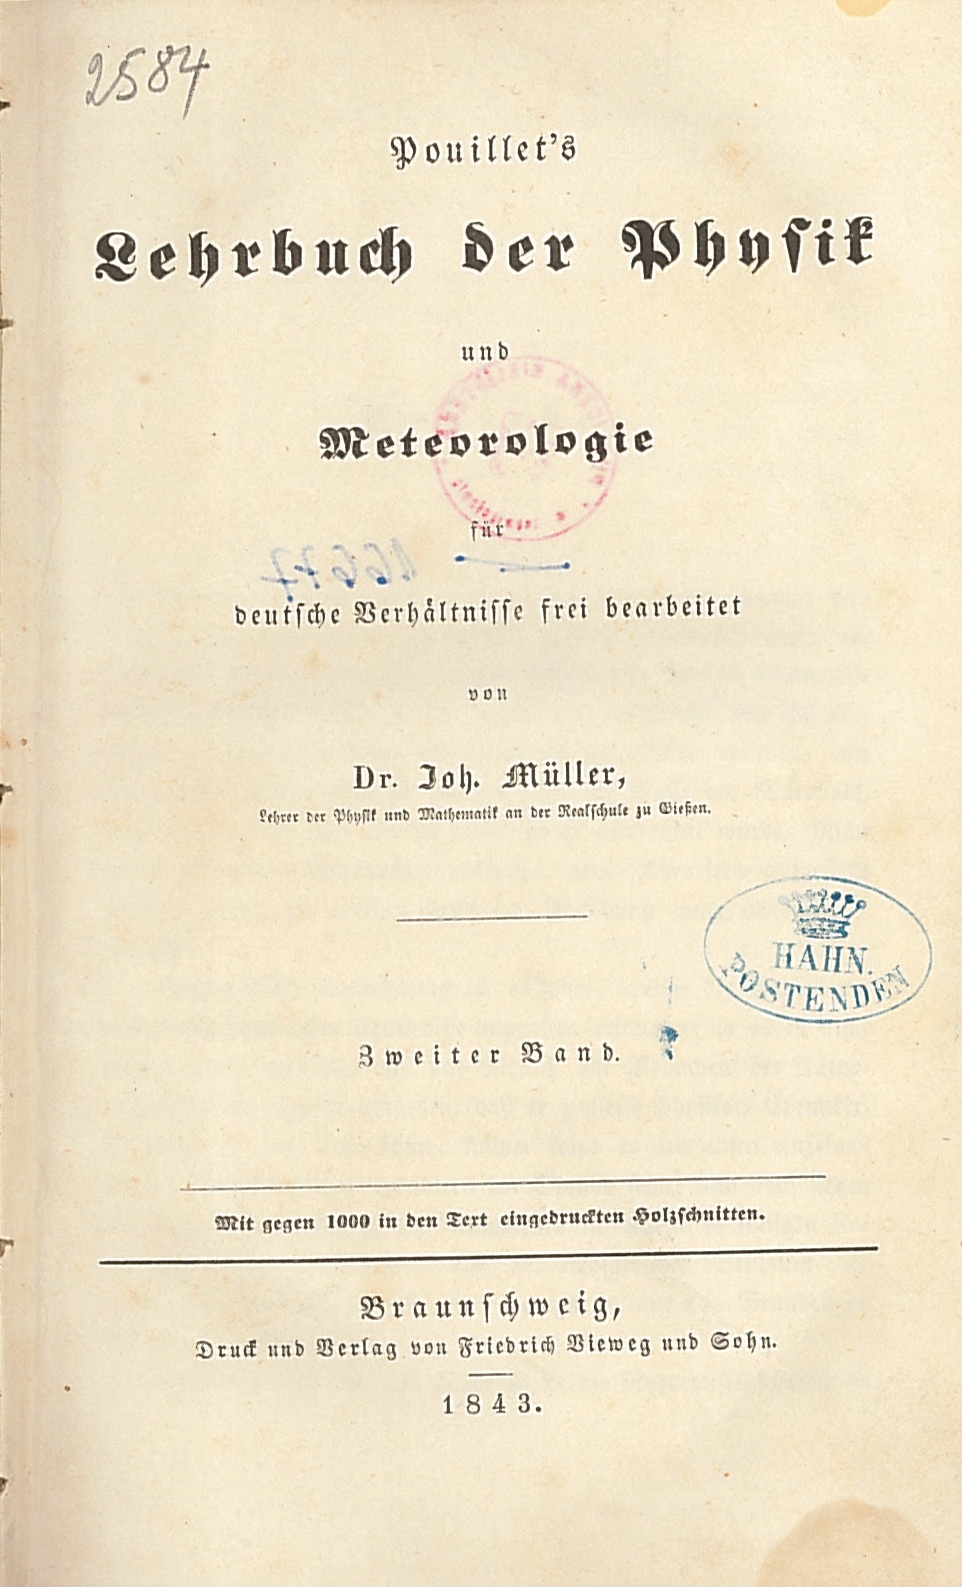 2584
Pouillet's
Lehrbuch der Physik
und
Meteorologie
für
16677
deutsche Verhältnisse frei bearbeitet
von
Dr. Joh. Müller,
Lehrer der Physik und Mathematik an der Realschule zu Gießen.
HAHN.
POSTENDEN
Zweiter Band.
Mit gegen 1000 in den Text eingedruckten Holzschnitten.
Braunschweig,
Druck und Verlag von Friedrich Vieweg und Sohn.
1843.